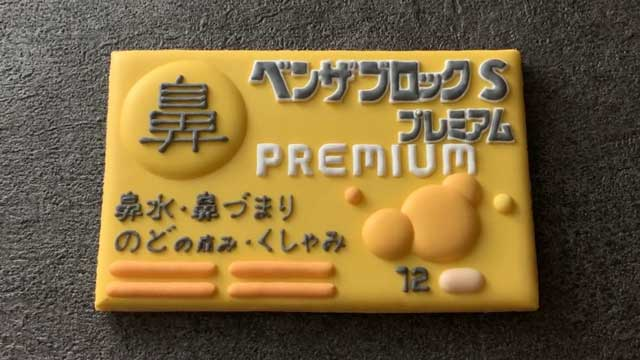 鼻
ベンザブロックS
プレミアム
PREMIUM
鼻水・鼻づまり
のどの痛み・くしゃみ
12